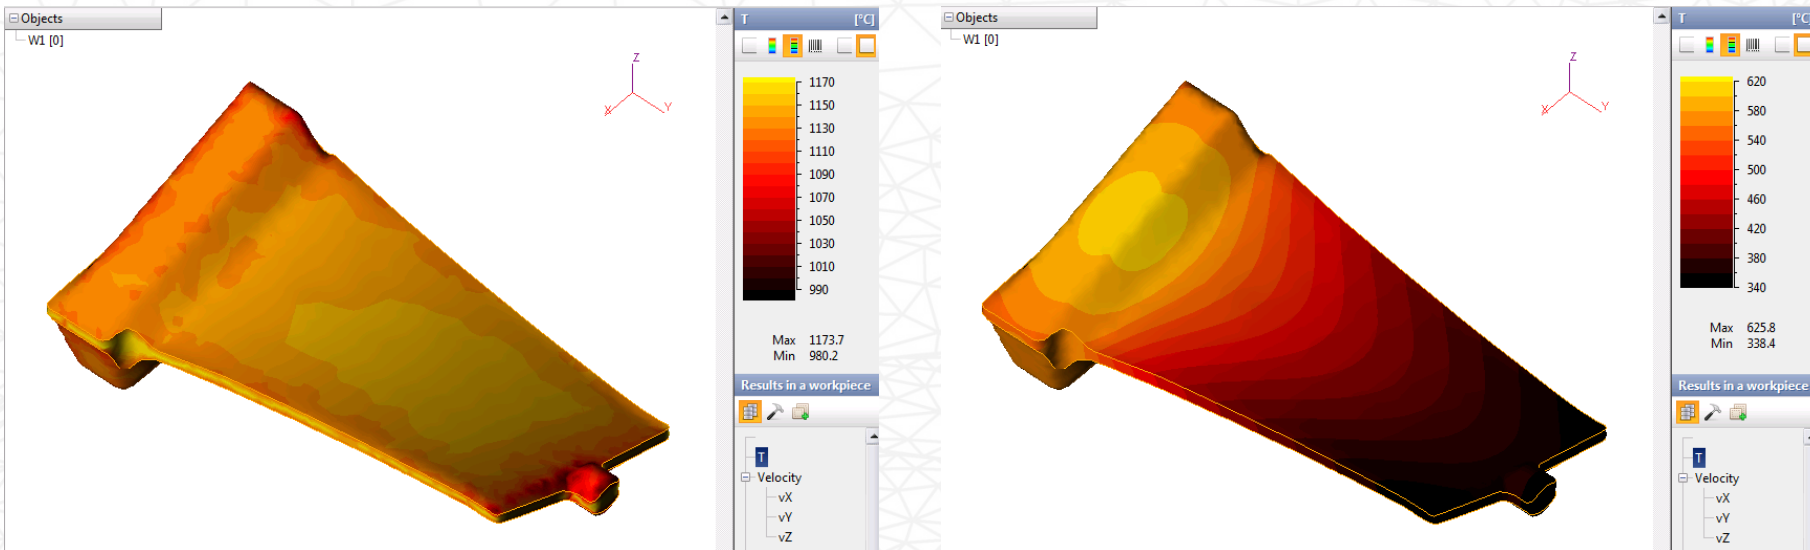 Objects
W1 [0]
Z
X
Y
T [°C]
1170
1150
1130
1110
1090
1070
1050
1030
1010
990
Max 1173.7
Min 980.2
Results in a workpiece
T
Velocity
vX
vY
vZ
Objects
W1 [0]
Z
X
Y
T [°C
620
580
540
500
460
420
380
340
Max 625.8
Min 338.4
Results in a workpiece
T
Velocity
vX
vY
vZ